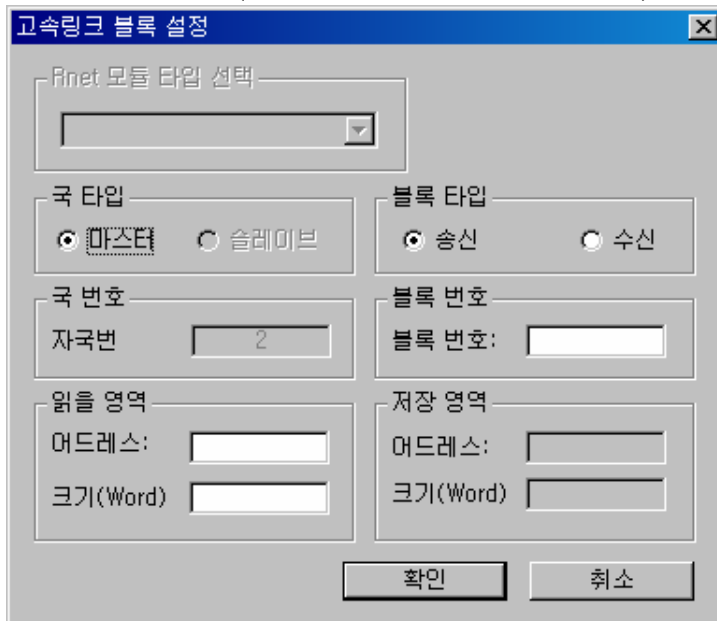 고속링크 블록 설정
Rnet 모듈 타입 선택
국 타입
마스터
슬레이브
블록 타입
송신
수신
국 번호
자국번
2
블록 번호
블록 번호:
읽을 영역
어드레스:
크기(Word)
저장 영역
어드레스:
크기(Word)
확인
취소